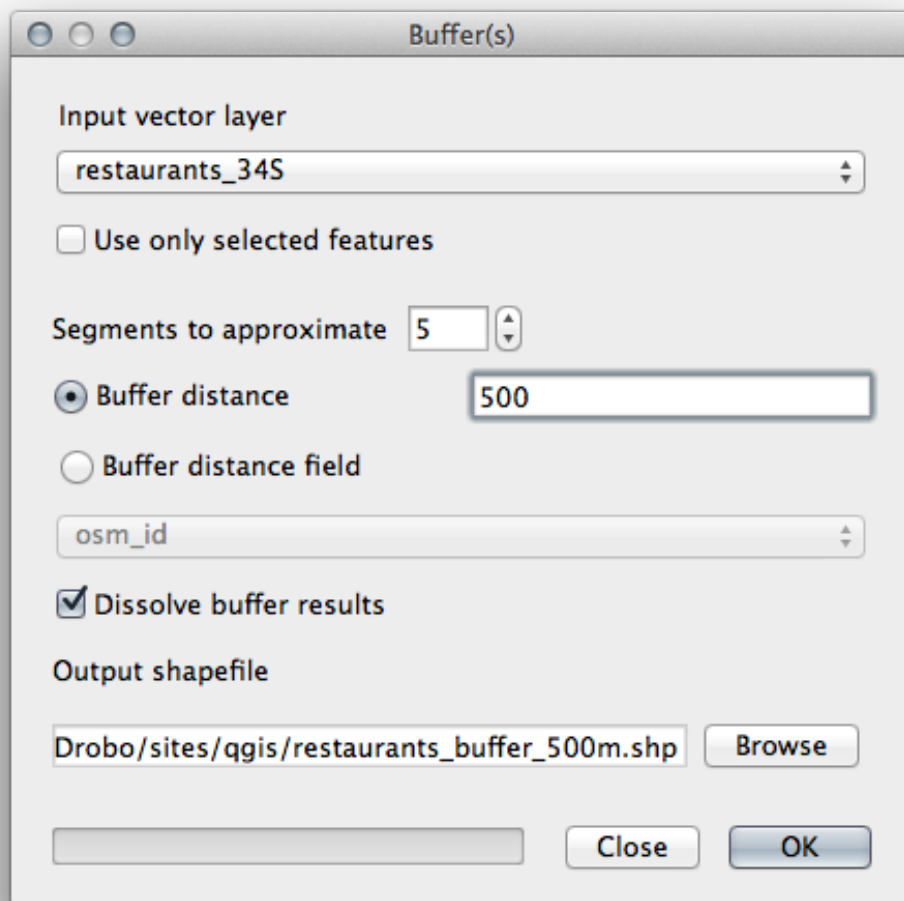 Buffer(s)
Input vector layer
restaurants_34S
Use only selected features
Segments to approximate 5
Buffer distance 500
Buffer distance field
osm_id
Dissolve buffer results
Output shapefile
Drobo/sites/qgis/restaurants_buffer_500m.shp Browse
Close OK